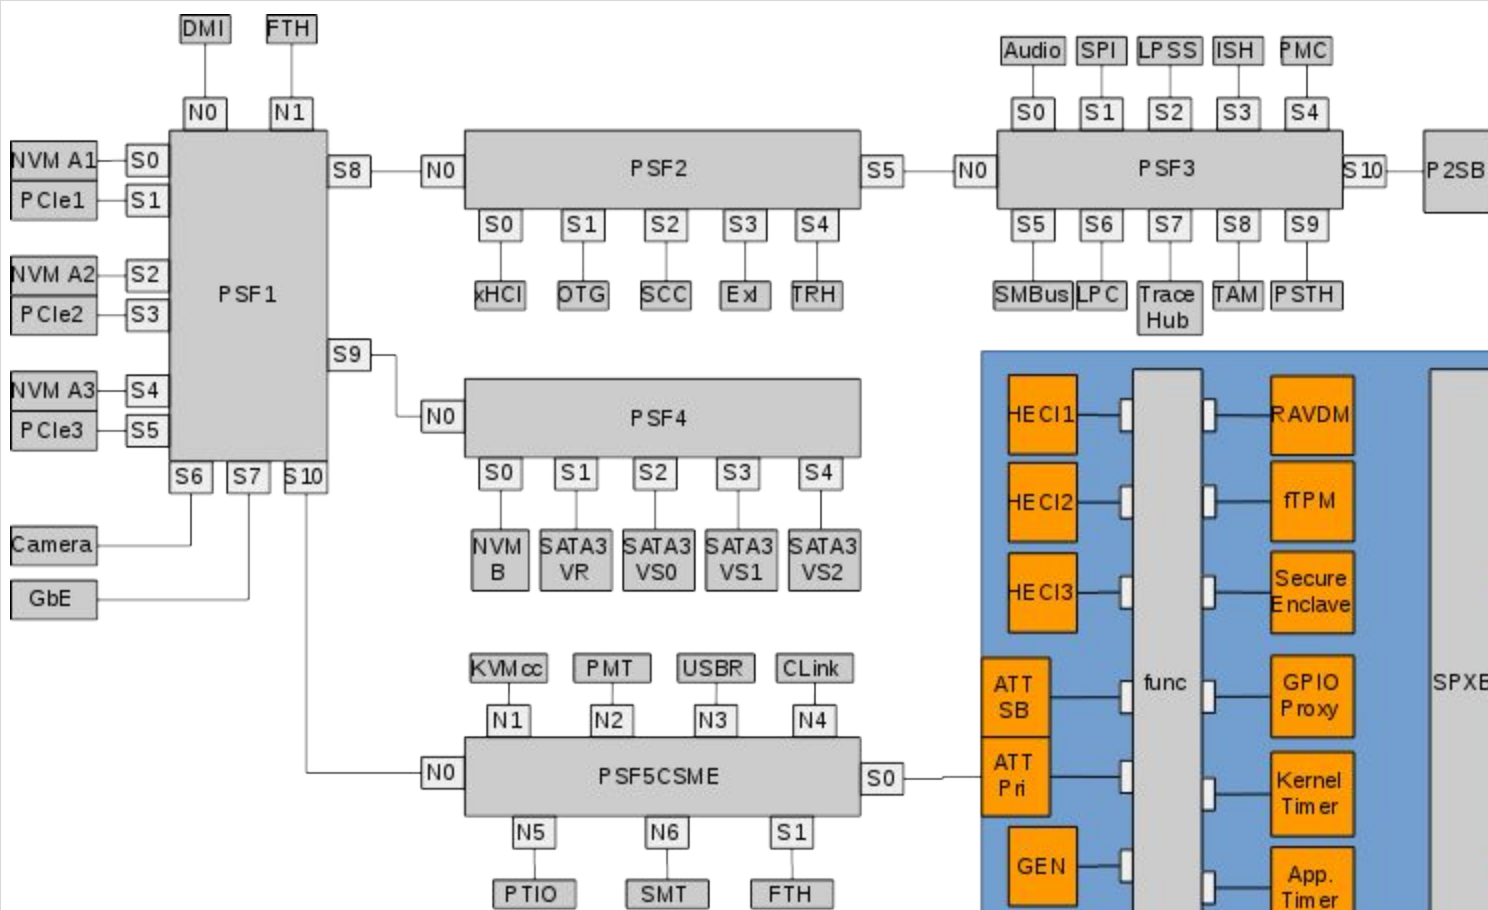 DMI
FTH
N0
N1
NVM A1
S0
PCIe1
S1
NVM A2
S2
PCIe2
S3
NVM A3
S4
PCIe3
S5
PSF1
S8
S9
S6
S7
S10
Camera
GbE
N0
PSF2
S5
S0
S1
S2
S3
S4
xHCI
OTG
SCC
ExI
TRH
Audio
SPI
LPSS
ISH
PMC
S0
S1
S2
S3
S4
N0
PSF3
S10
P2SB
S5
S6
S7
S8
S9
SMBus
LPC
Trace
Hub
TAM
PSTH
N0
PSF4
S0
S1
S2
S3
S4
NVM
B
SATA3
VR
SATA3
VS0
SATA3
VS1
SATA3
VS2
KVMcc
PMT
USBR
CLink
N1
N2
N3
N4
N0
PSF5CSME
S0
N5
N6
S1
PTIO
SMT
FTH
HECI1
HECI2
HECI3
ATT
SB
ATT
Pri
GEN
func
RAVDM
fTPM
Secure
Enclave
GPIO
Proxy
Kernel
Timer
App.
Timer
SPXB